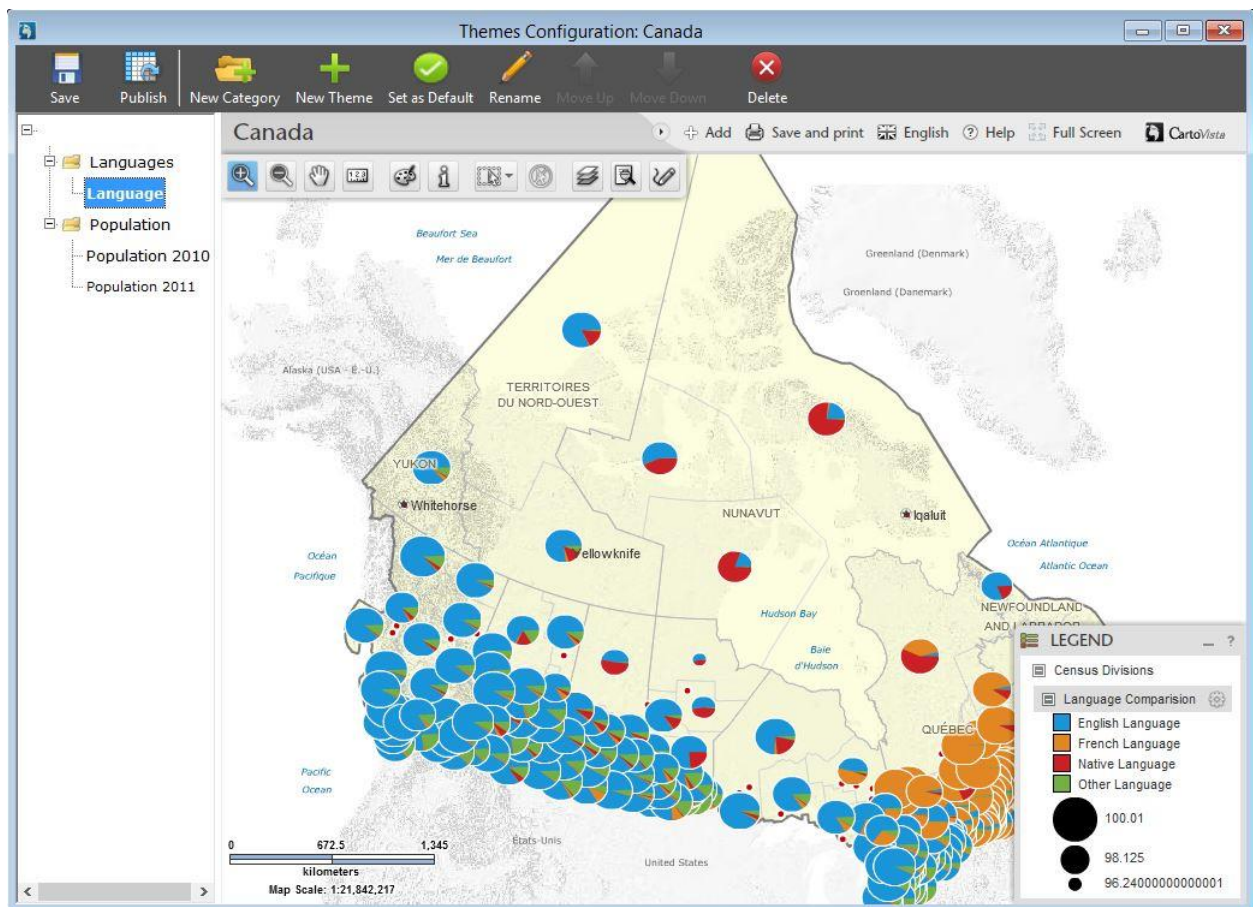 Themes Configuration: Canada
Save Publish New Category New Theme Set as Default Rename Move Up Move Down Delete
Languages
Language
Population
Population 2010
Population 2011
Canada
Add Save and print English Help Full Screen CartoVista
Beaufort Sea
Mer de Beaufort
Greenland (Denmark)
Groenland (Danemark)
Alaska (USA - É.-U.)
TERRITOIRES
DU NORD-OUEST
YUKON
Whitehorse
NUNAVUT
Iqaluit
ellowknife
Océan
Pacifique
Océan Atlantique
Atlantic Ocean
Hudson Bay
Baie
d'Hudson
NEWFOUNDLAND
AND LABRADOR
QUÉBEC
Pacific
Ocean
États-Unis
United States
0 672.5 1,345
kilometers
Map Scale: 1:21,842,217
LEGEND
Census Divisions
Language Comparision
English Language
French Language
Native Language
Other Language
100.01
98.125
96.24000000000001